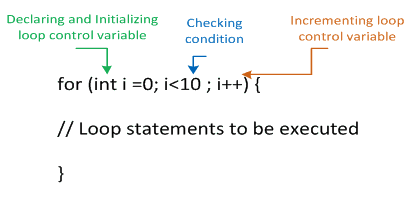 Declaring and Initializing
loop control variable
Checking
condition
Incrementing loop
control variable
for (int i =0; i<10 ; i++) {
// Loop statements to be executed
}